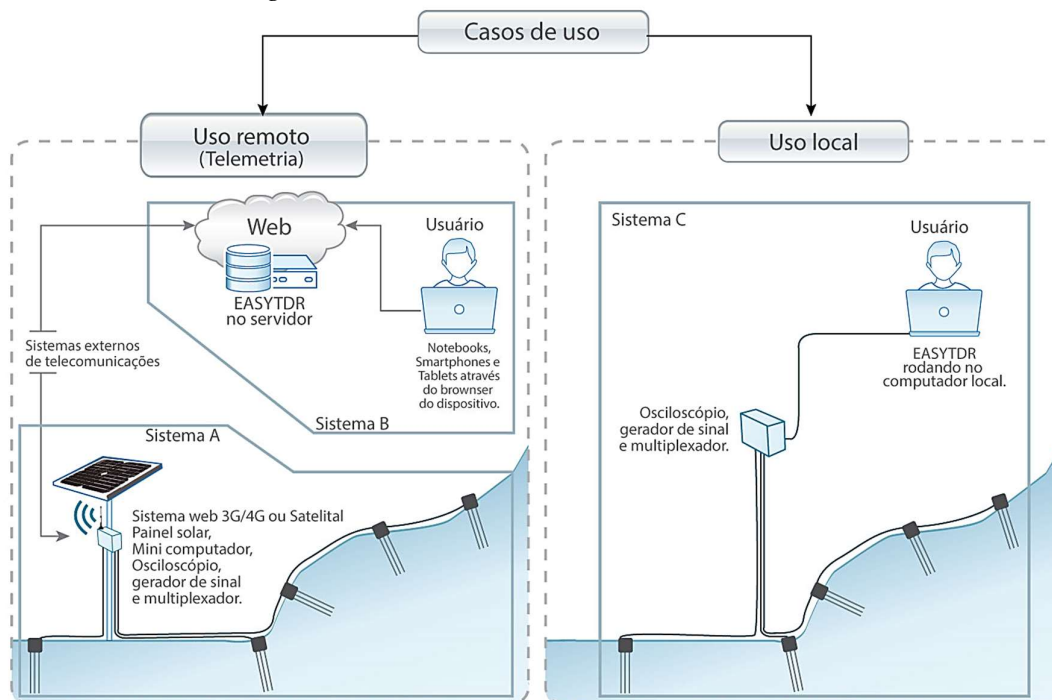 Casos de uso
Uso remoto
(Telemetria)
Web
EASYTDR
no servidor
Usuário
Notebooks,
Smartphones e
Tablets através
do brownser
do dispositivo.
Sistema B
Sistemas externos
de telecomunicações
Sistema A
Sistema web 3G/4G ou Satelital
Painel solar,
Mini computador,
Osciloscópio,
gerador de sinal
e multiplexador.
Uso local
Sistema C
Usuário
EASYTDR
rodando no
computador local.
Osciloscópio,
gerador de sinal
e multiplexador.